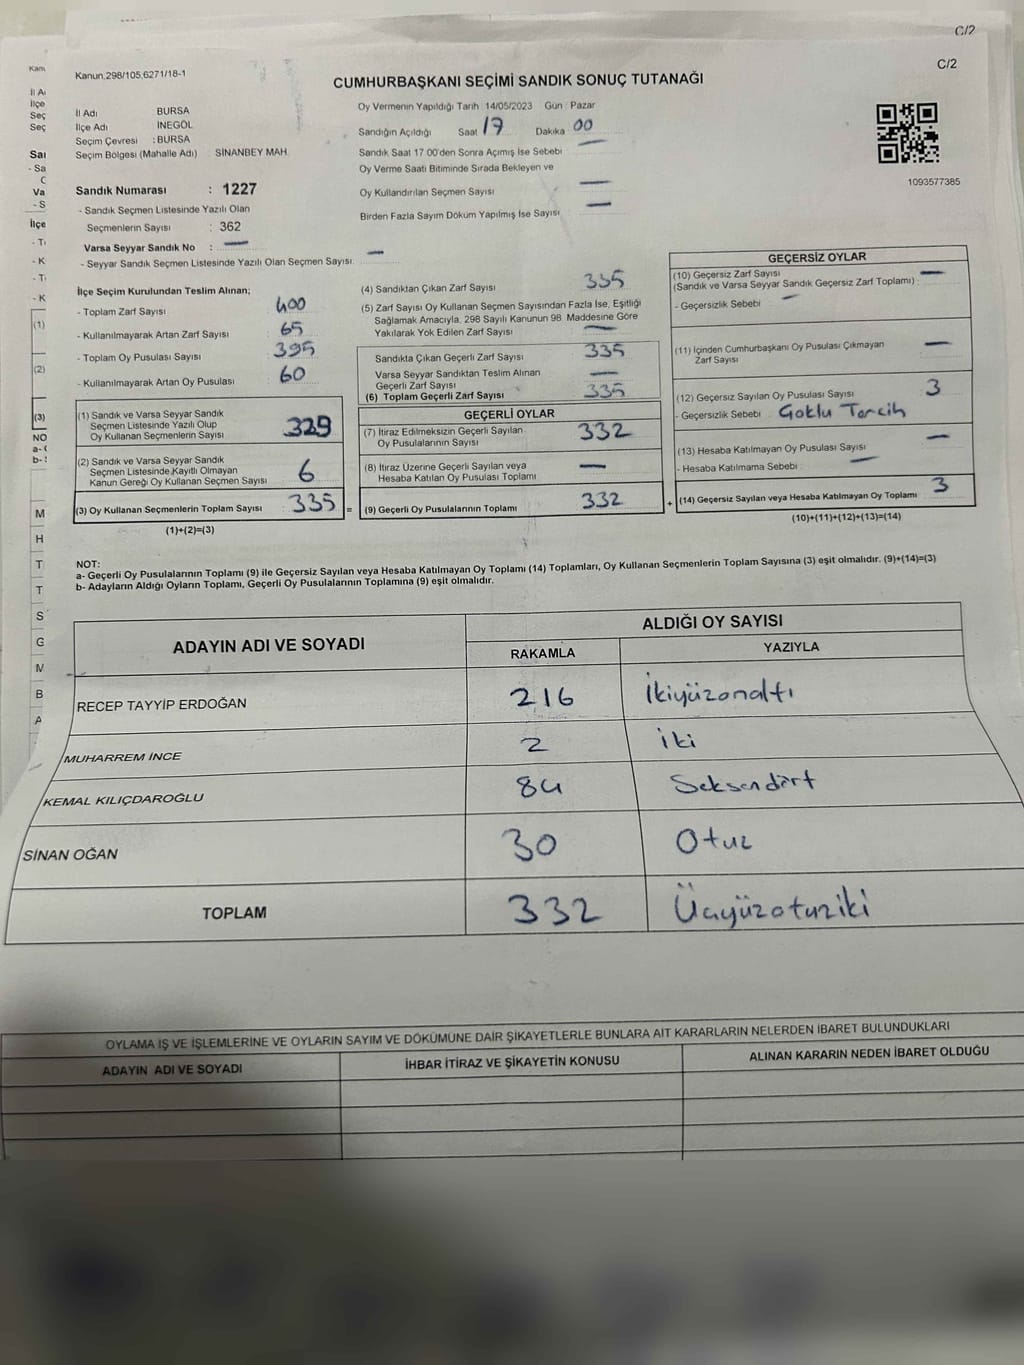 C/2
C/2
Kanun,298/105,6271/18-1
CUMHURBAŞKANI SEÇİMİ SANDIK SONUÇ TUTANAĞI
İl Adı BURSA
İlçe Adı İNEGÖL
Seçim Çevresi : BURSA
Seçim Bölgesi (Mahalle Adı) SİNANBEY MAH.
Sandık Numarası : 1227
- Sandık Seçmen Listesinde Yazılı Olan
Seçmenlerin Sayısı : 362
Varsa Seyyar Sandık No : —
- Seyyar Sandık Seçmen Listesinde Yazılı Olan Seçmen Sayısı —
Oy Vermenin Yapıldığı Tarih :14/05/2023 Gün : Pazar
Sandığın Açıldığı Saat 17 Dakika 00
Sandık Saat 17:00'den Sonra Açımış İse Sebebi —
Oy Verme Saati Bitiminde Sırada Bekleyen ve
Oy Kullandırılan Seçmen Sayısı —
Birden Fazla Sayım Döküm Yapılmış İse Sayısı —
1093577385
İlçe Seçim Kurulundan Teslim Alınan;
- Toplam Zarf Sayısı 400
- Kullanılmayarak Artan Zarf Sayısı 65
- Toplam Oy Pusulası Sayısı 395
- Kullanılmayarak Artan Oy Pusulası 60
(1) Sandık ve Varsa Seyyar Sandık
Seçmen Listesinde Yazılı Olup
Oy Kullanan Seçmenlerin Sayısı 329
(2) Sandık ve Varsa Seyyar Sandık
Seçmen Listesinde Kayıtlı Olmayan
Kanun Gereği Oy Kullanan Seçmen Sayısı 6
(3) Oy Kullanan Seçmenlerin Toplam Sayısı 335 =
(1)+(2)=(3)
(4) Sandıktan Çıkan Zarf Sayısı 335
(5) Zarf Sayısı Oy Kullanan Seçmen Sayısından Fazla İse, Eşitliği
Sağlamak Amacıyla, 298 Sayılı Kanunun 98. Maddesine Göre
Yakılarak Yok Edilen Zarf Sayısı —
Sandıkta Çıkan Geçerli Zarf Sayısı 335
Varsa Seyyar Sandıktan Teslim Alınan
Geçerli Zarf Sayısı —
(6) Toplam Geçerli Zarf Sayısı 335
GEÇERLİ OYLAR
(7) İtiraz Edilmeksizin Geçerli Sayılan
Oy Pusulalarının Sayısı 332
(8) İtiraz Üzerine Geçerli Sayılan veya
Hesaba Katılan Oy Pusulası Toplamı —
(9) Geçerli Oy Pusulalarının Toplamı 332 +
GEÇERSİZ OYLAR
(10) Geçersiz Zarf Sayısı —
(Sandık ve Varsa Seyyar Sandık Geçersiz Zarf Toplamı) :
- Geçersizlik Sebebi —
(11) İçinden Cumhurbaşkanı Oy Pusulası Çıkmayan
Zarf Sayısı —
(12) Geçersiz Sayılan Oy Pusulası Sayısı 3
- Geçersizlik Sebebi Çoklu Tercih
(13) Hesaba Katılmayan Oy Pusulası Sayısı —
- Hesaba Katılmama Sebebi —
(14) Geçersiz Sayılan veya Hesaba Katılmayan Oy Toplamı 3
(10)+(11)+(12)+(13)=(14)
NOT:
a- Geçerli Oy Pusulalarının Toplamı (9) ile Geçersiz Sayılan veya Hesaba Katılmayan Oy Toplamı (14) Toplamları, Oy Kullanan Seçmenlerin Toplam Sayısına (3) eşit olmalıdır. (9)+(14)=(3)
b- Adayların Aldığı Oyların Toplamı, Geçerli Oy Pusulalarının Toplamına (9) eşit olmalıdır.
ADAYIN ADI VE SOYADI ALDIĞI OY SAYISI
RAKAMLA YAZIYLA
RECEP TAYYİP ERDOĞAN 216 İkiyüzonaltı
MUHARREM İNCE 2 iki
KEMAL KILIÇDAROĞLU 84 Seksendört
SİNAN OĞAN 30 Otuz
TOPLAM 332 Üçyüzotuziki
OYLAMA İŞ VE İŞLEMLERİNE VE OYLARIN SAYIM VE DÖKÜMÜNE DAİR ŞİKAYETLERLE BUNLARA AİT KARARLARIN NELERDEN İBARET BULUNDUKLARI
ADAYIN ADI VE SOYADI İHBAR İTİRAZ VE ŞİKAYETİN KONUSU ALINAN KARARIN NEDEN İBARET OLDUĞU